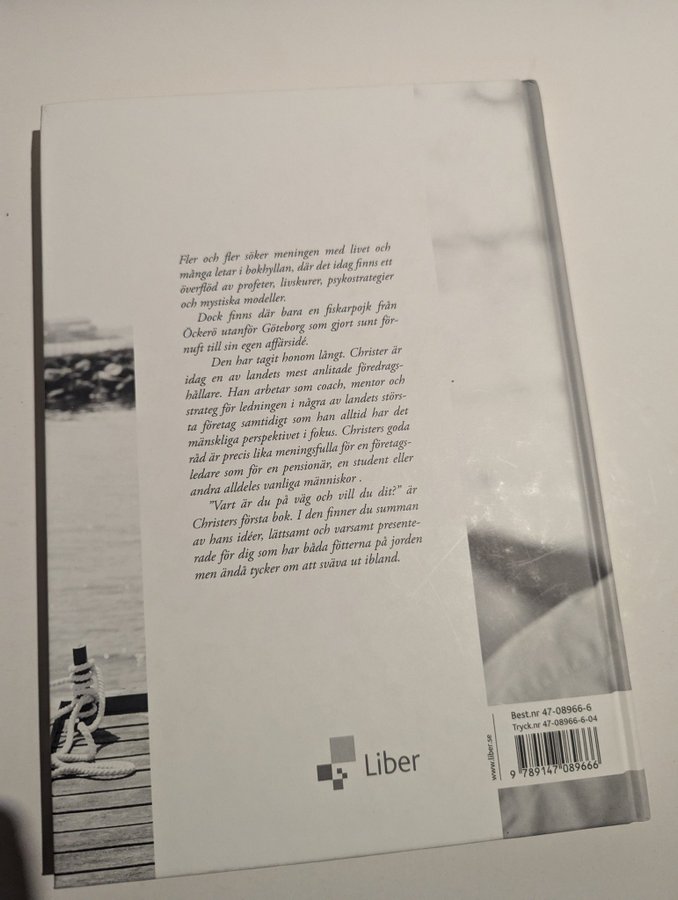 Fler och fler söker meningen med livet och
många letar i bokhyllan, där det idag finns ett
överflöd av profeter, livskurer, psykostrategier
och mystiska modeller.
Dock finns där bara en fiskarpojk från
Öckerö utanför Göteborg som gjort sunt för-
nuft till sin egen affärsidé.
Den har tagit honom långt. Christer är
idag en av landets mest anlitade föredrags-
hållare. Han arbetar som coach, mentor och
strateg för ledningen i några av landets störs-
ta företag samtidigt som han alltid har det
mänskliga perspektivet i fokus. Christers goda
råd är precis lika meningsfulla för en företags-
ledare som för en pensionär, en student eller
andra alldeles vanliga människor .
"Vart är du på väg och vill du dit?" är
Christers första bok. I den finner du summan
av hans idéer, lättsamt och varsamt presente-
rade för dig som har båda fötterna på jorden
men ändå tycker om att sväva ut ibland.
Liber
www.liber.se
Best.nr 47-08966-6
Tryck.nr 47-08966-6-04
9 789147 089666